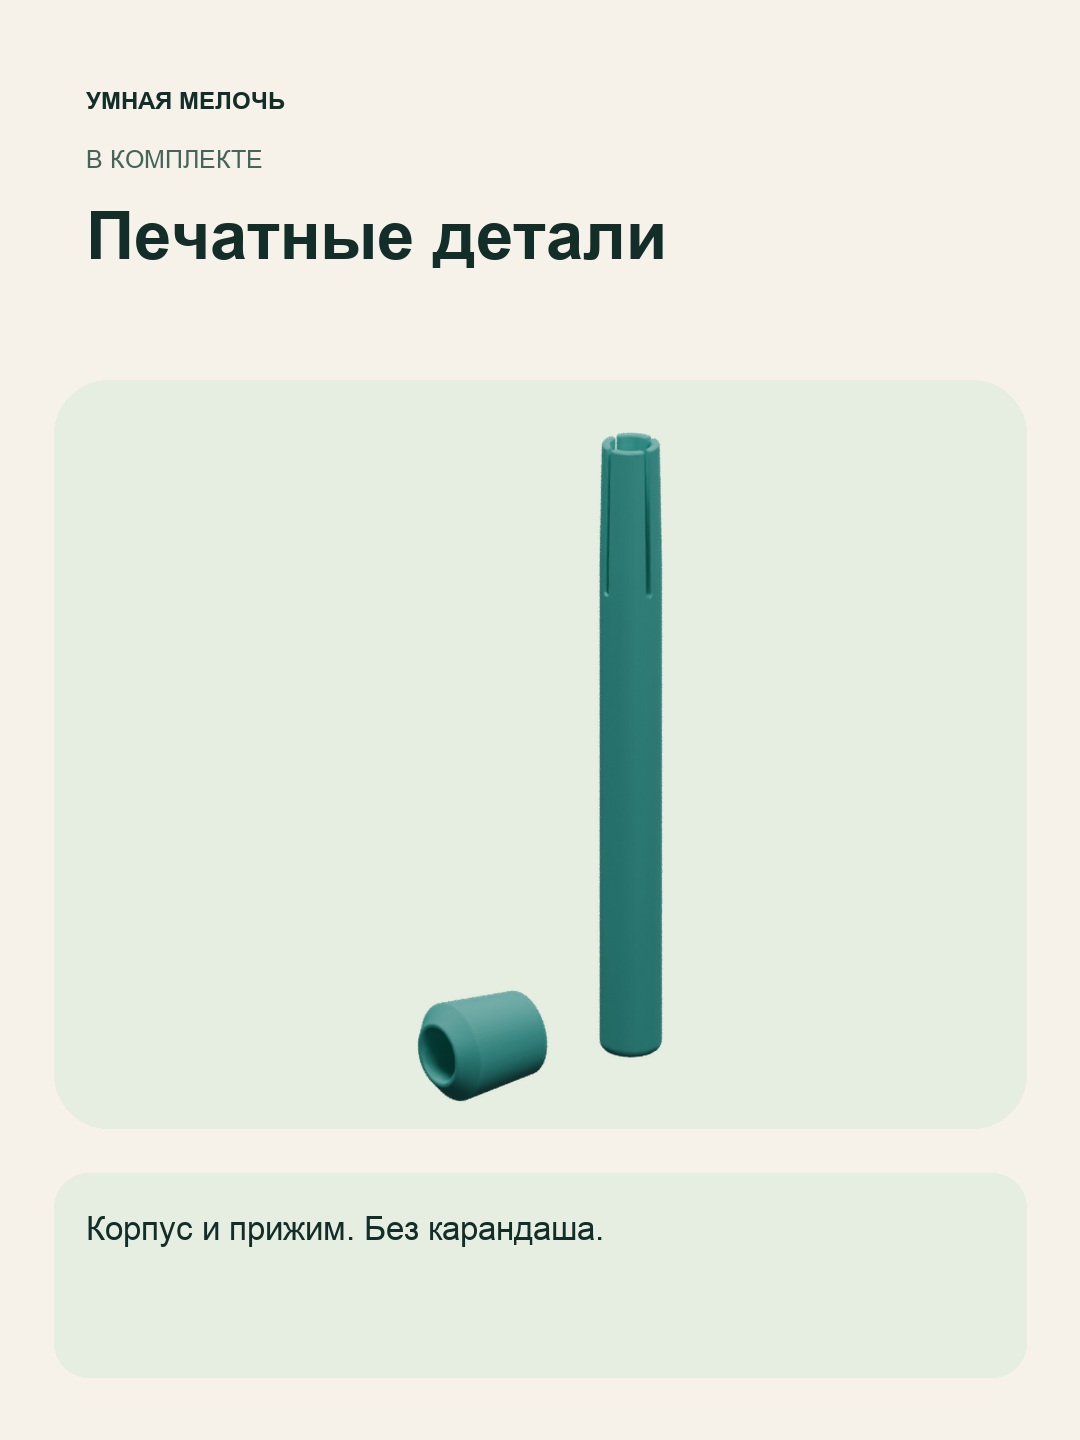 УМНАЯ МЕЛОЧЬ
В КОМПЛЕКТЕ
Печатные детали
Корпус и прижим. Без карандаша.